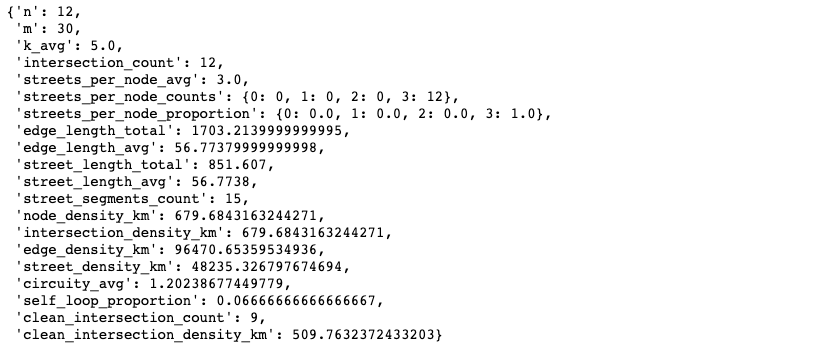 {'n': 12,
 'm': 30,
 'k_avg': 5.0,
 'intersection_count': 12,
 'streets_per_node_avg': 3.0,
 'streets_per_node_counts': {0: 0, 1: 0, 2: 0, 3: 12},
 'streets_per_node_proportion': {0: 0.0, 1: 0.0, 2: 0.0, 3: 1.0},
 'edge_length_total': 1703.2139999999995,
 'edge_length_avg': 56.77379999999998,
 'street_length_total': 851.607,
 'street_length_avg': 56.7738,
 'street_segments_count': 15,
 'node_density_km': 679.6843163244271,
 'intersection_density_km': 679.6843163244271,
 'edge_density_km': 96470.65359534936,
 'street_density_km': 48235.326797674694,
 'circuity_avg': 1.20238677449779,
 'self_loop_proportion': 0.06666666666666667,
 'clean_intersection_count': 9,
 'clean_intersection_density_km': 509.7632372433203}